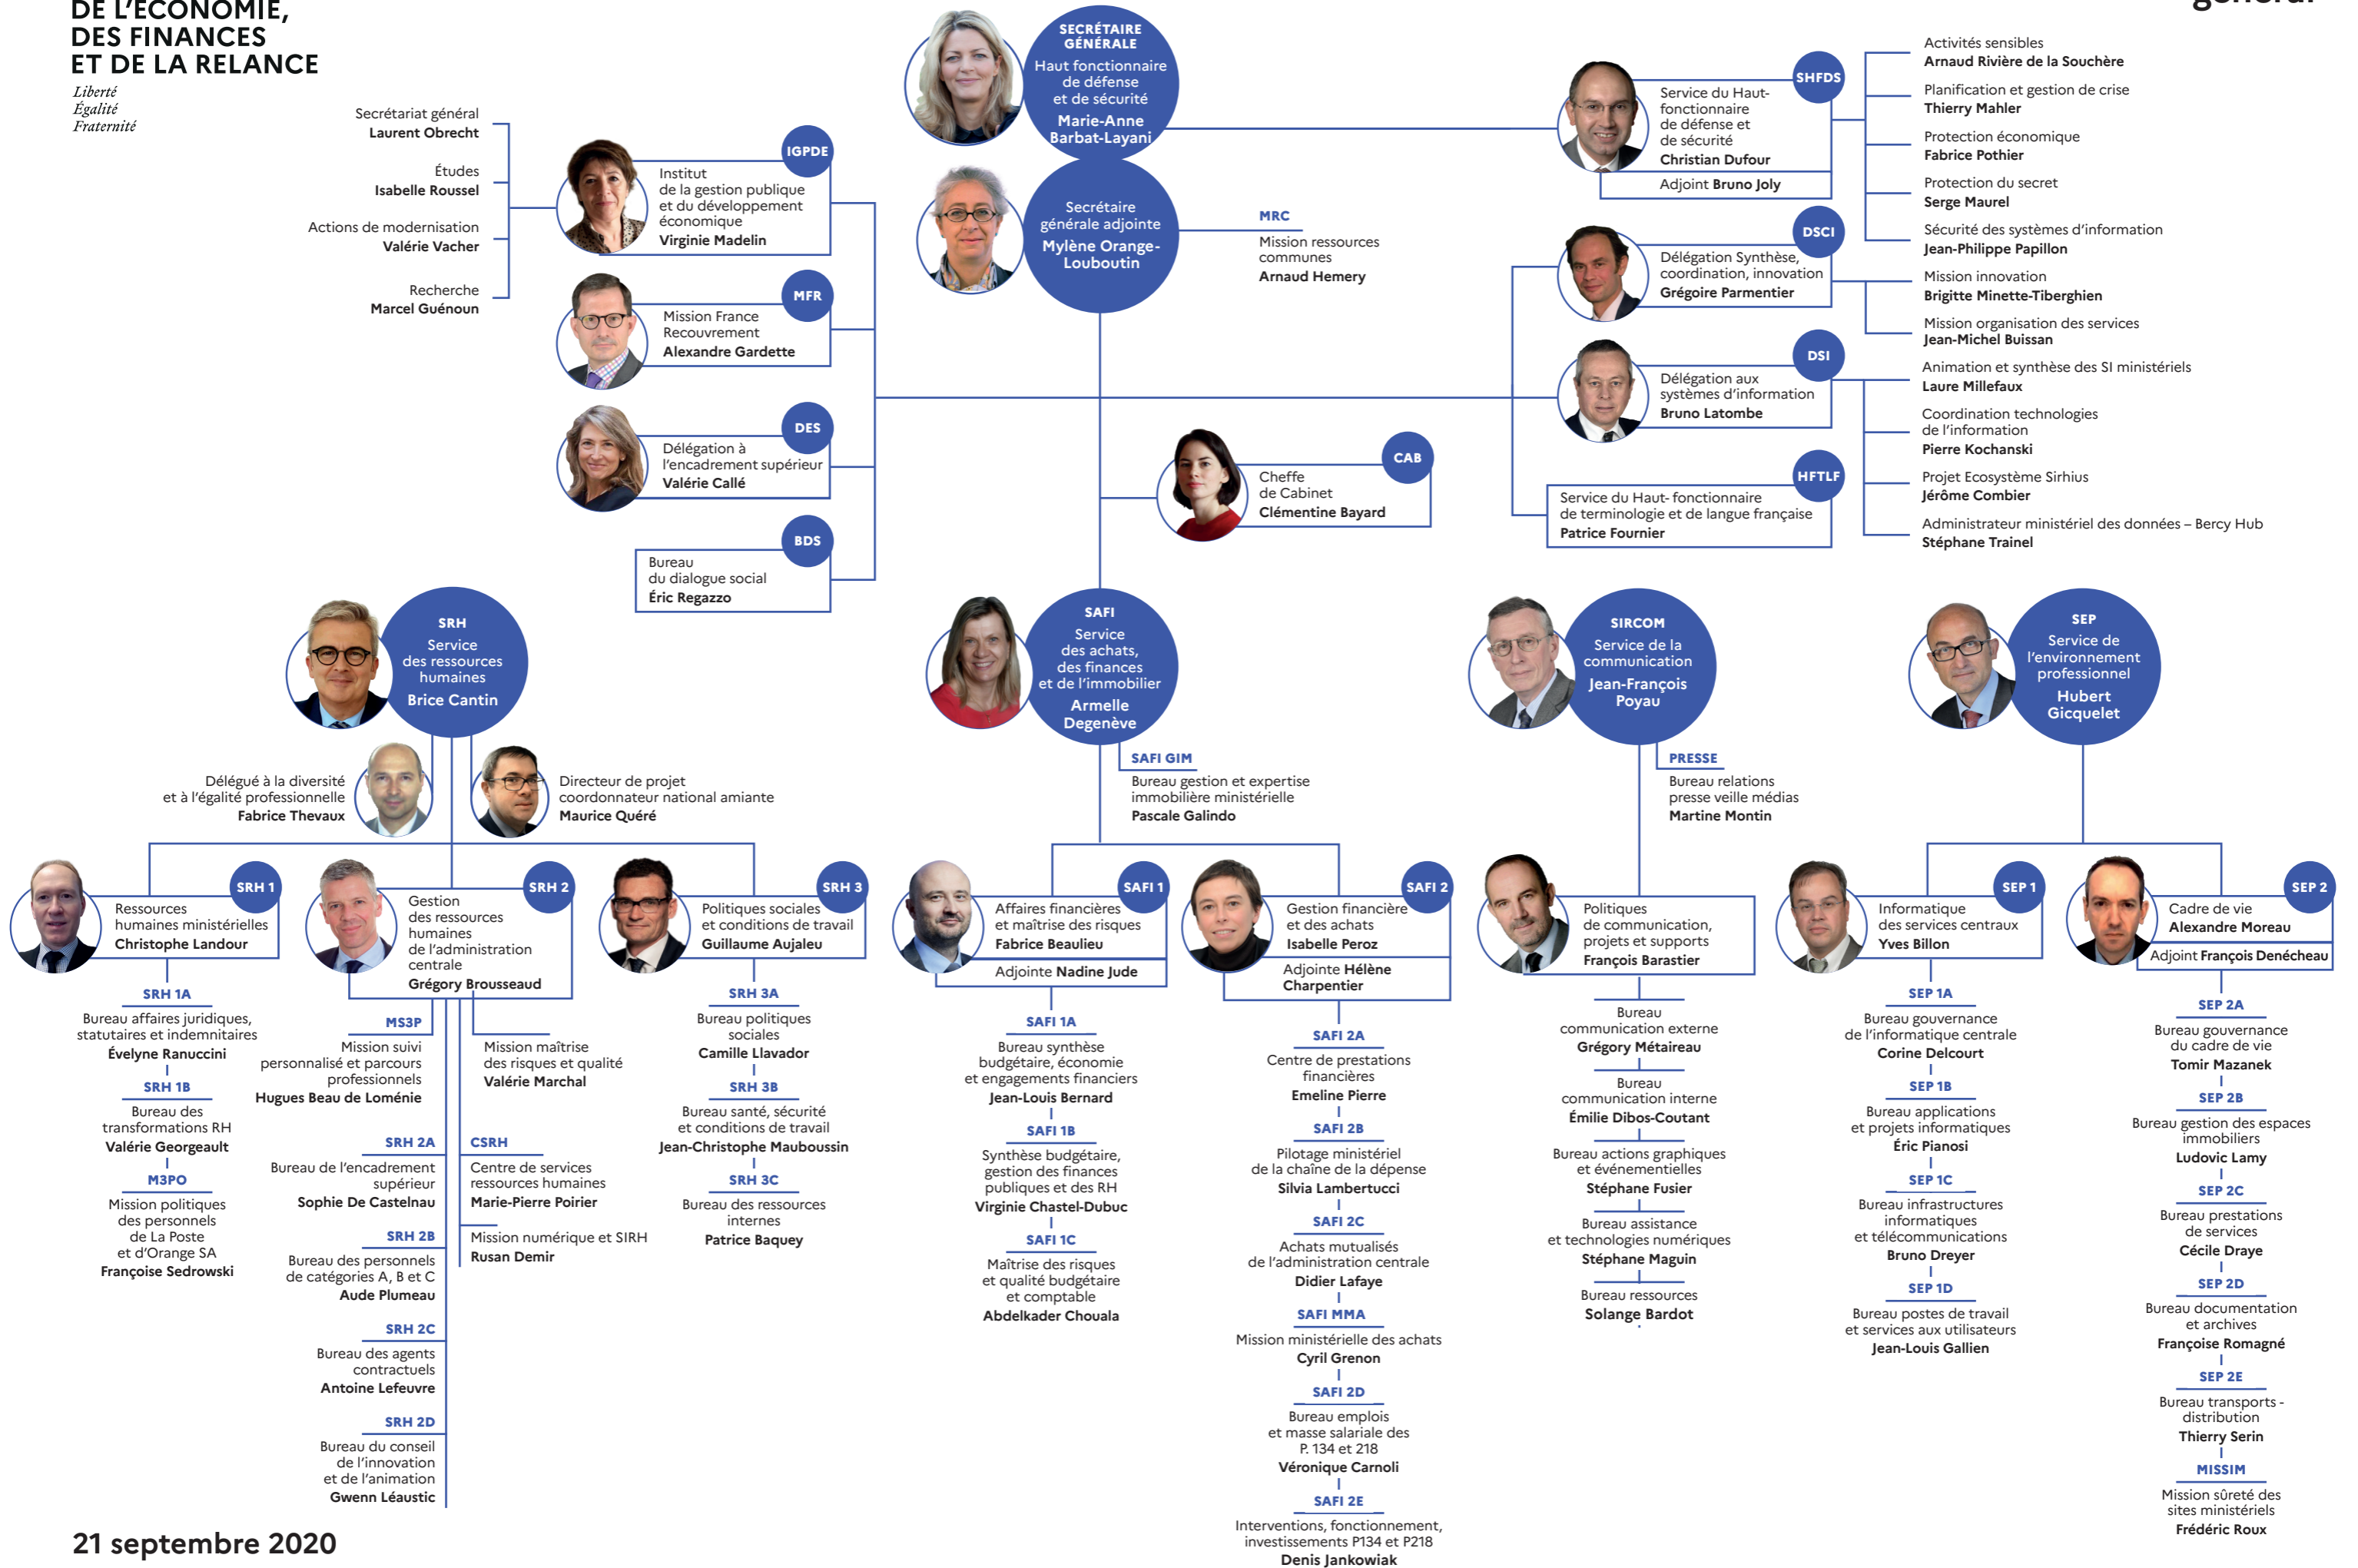 DE L'ÉCONOMIE,
DES FINANCES
ET DE LA RELANCE
Liberté
Égalité
Fraternité
général
SECRÉTAIRE
GÉNÉRALE
Haut fonctionnaire
de défense
et de sécurité
Marie-Anne
Barbat-Layani
Secrétaire
générale adjointe
Mylène Orange-
Louboutin
MRC
Mission ressources
communes
Arnaud Hemery
Secrétariat général
Laurent Obrecht
Études
Isabelle Roussel
Actions de modernisation
Valérie Vacher
Recherche
Marcel Guénoun
IGPDE
Institut
de la gestion publique
et du développement
économique
Virginie Madelin
MFR
Mission France
Recouvrement
Alexandre Gardette
DES
Délégation à
l'encadrement supérieur
Valérie Callé
BDS
Bureau
du dialogue social
Éric Regazzo
CAB
Cheffe
de Cabinet
Clémentine Bayard
SHFDS
Service du Haut-
fonctionnaire
de défense et
de sécurité
Christian Dufour
Adjoint Bruno Joly
Activités sensibles
Arnaud Rivière de la Souchère
Planification et gestion de crise
Thierry Mahler
Protection économique
Fabrice Pothier
Protection du secret
Serge Maurel
Sécurité des systèmes d'information
Jean-Philippe Papillon
DSCI
Délégation Synthèse,
coordination, innovation
Grégoire Parmentier
Mission innovation
Brigitte Minette-Tiberghien
Mission organisation des services
Jean-Michel Buissan
DSI
Délégation aux
systèmes d'information
Bruno Latombe
Animation et synthèse des SI ministériels
Laure Millefaux
Coordination technologies
de l'information
Pierre Kochanski
Projet Ecosystème Sirhius
Jérôme Combier
Administrateur ministériel des données – Bercy Hub
Stéphane Trainel
HFTLF
Service du Haut- fonctionnaire
de terminologie et de langue française
Patrice Fournier
SRH
Service
des ressources
humaines
Brice Cantin
Délégué à la diversité
et à l'égalité professionnelle
Fabrice Thevaux
Directeur de projet
coordonnateur national amiante
Maurice Quéré
SRH 1
Ressources
humaines ministérielles
Christophe Landour
SRH 1A
Bureau affaires juridiques,
statutaires et indemnitaires
Évelyne Ranuccini
SRH 1B
Bureau des
transformations RH
Valérie Georgeault
M3PO
Mission politiques
des personnels
de La Poste
et d'Orange SA
Françoise Sedrowski
SRH 2
Gestion
des ressources
humaines
de l'administration
centrale
Grégory Brousseaud
MS3P
Mission suivi
personnalisé et parcours
professionnels
Hugues Beau de Loménie
Mission maîtrise
des risques et qualité
Valérie Marchal
SRH 2A
Bureau de l'encadrement
supérieur
Sophie De Castelnau
SRH 2B
Bureau des personnels
de catégories A, B et C
Aude Plumeau
SRH 2C
Bureau des agents
contractuels
Antoine Lefeuvre
SRH 2D
Bureau du conseil
de l'innovation
et de l'animation
Gwenn Léaustic
CSRH
Centre de services
ressources humaines
Marie-Pierre Poirier
Mission numérique et SIRH
Rusan Demir
SRH 3
Politiques sociales
et conditions de travail
Guillaume Aujaleu
SRH 3A
Bureau politiques
sociales
Camille Llavador
SRH 3B
Bureau santé, sécurité
et conditions de travail
Jean-Christophe Mauboussin
SRH 3C
Bureau des ressources
internes
Patrice Baquey
SAFI
Service
des achats,
des finances
et de l'immobilier
Armelle
Degenève
SAFI GIM
Bureau gestion et expertise
immobilière ministérielle
Pascale Galindo
SAFI 1
Affaires financières
et maîtrise des risques
Fabrice Beaulieu
Adjointe Nadine Jude
SAFI 1A
Bureau synthèse
budgétaire, économie
et engagements financiers
Jean-Louis Bernard
SAFI 1B
Synthèse budgétaire,
gestion des finances
publiques et des RH
Virginie Chastel-Dubuc
SAFI 1C
Maîtrise des risques
et qualité budgétaire
et comptable
Abdelkader Chouala
SAFI 2
Gestion financière
et des achats
Isabelle Peroz
Adjointe Hélène
Charpentier
SAFI 2A
Centre de prestations
financières
Emeline Pierre
SAFI 2B
Pilotage ministériel
de la chaîne de la dépense
Silvia Lambertucci
SAFI 2C
Achats mutualisés
de l'administration centrale
Didier Lafaye
SAFI MMA
Mission ministérielle des achats
Cyril Grenon
SAFI 2D
Bureau emplois
et masse salariale des
P. 134 et 218
Véronique Carnoli
SAFI 2E
Interventions, fonctionnement,
investissements P134 et P218
Denis Jankowiak
SIRCOM
Service de la
communication
Jean-François
Poyau
PRESSE
Bureau relations
presse veille médias
Martine Montin
Politiques
de communication,
projets et supports
François Barastier
Bureau
communication externe
Grégory Métaireau
Bureau
communication interne
Émilie Dibos-Coutant
Bureau actions graphiques
et événementielles
Stéphane Fusier
Bureau assistance
et technologies numériques
Stéphane Maguin
Bureau ressources
Solange Bardot
SEP
Service de
l'environnement
professionnel
Hubert
Gicquelet
SEP 1
Informatique
des services centraux
Yves Billon
SEP 1A
Bureau gouvernance
de l'informatique centrale
Corine Delcourt
SEP 1B
Bureau applications
et projets informatiques
Éric Pianosi
SEP 1C
Bureau infrastructures
informatiques
et télécommunications
Bruno Dreyer
SEP 1D
Bureau postes de travail
et services aux utilisateurs
Jean-Louis Gallien
SEP 2
Cadre de vie
Alexandre Moreau
Adjoint François Denécheau
SEP 2A
Bureau gouvernance
du cadre de vie
Tomir Mazanek
SEP 2B
Bureau gestion des espaces
immobiliers
Ludovic Lamy
SEP 2C
Bureau prestations
de services
Cécile Draye
SEP 2D
Bureau documentation
et archives
Françoise Romagné
SEP 2E
Bureau transports -
distribution
Thierry Serin
MISSIM
Mission sûreté des
sites ministériels
Frédéric Roux
21 septembre 2020